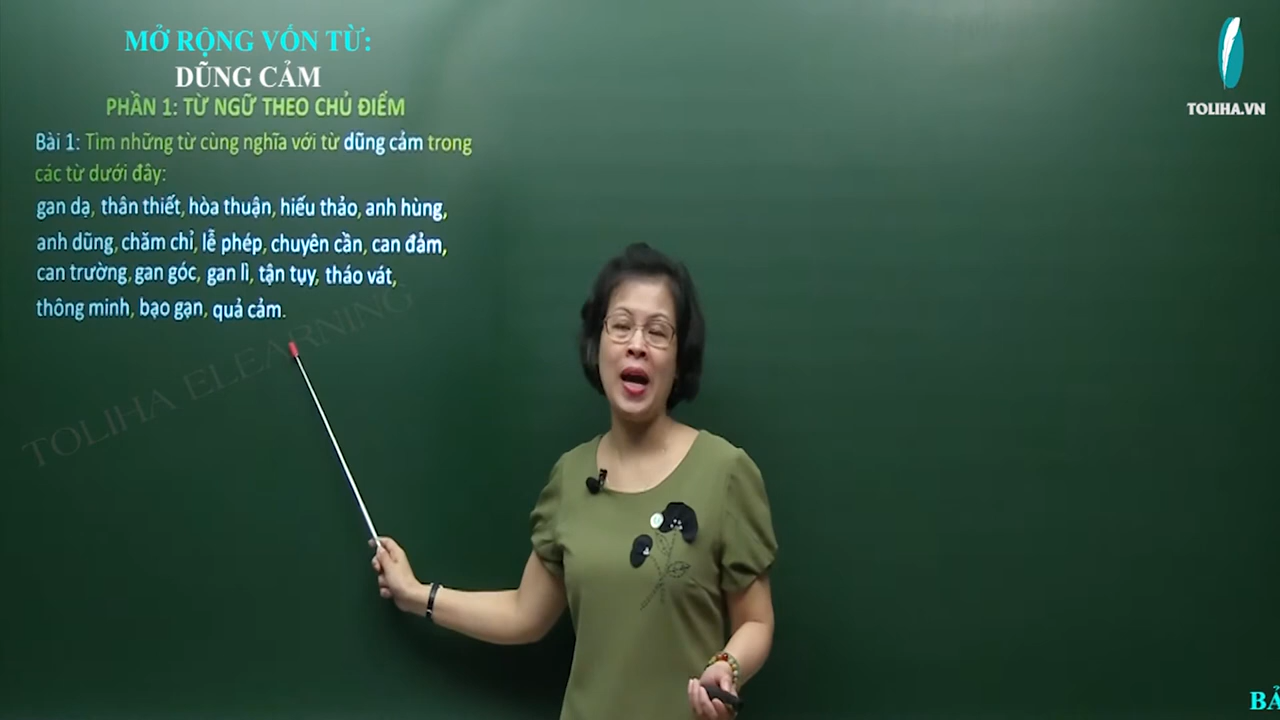 MỞ RỘNG VỐN TỪ:
DŨNG CẢM
PHẦN 1: TỪ NGỮ THEO CHỦ ĐIỂM
Bài 1: Tìm những từ cùng nghĩa với từ dũng cảm trong
các từ dưới đây:
gan dạ, thân thiết, hòa thuận, hiếu thảo, anh hùng,
anh dũng, chăm chỉ, lễ phép, chuyên cần, can đảm,
can trường, gan góc, gan lì, tận tụy, tháo vát,
thông minh, bạo gạn, quả cảm.
TOLIHA ELEARNING
TOLIHA.VN
BẢ